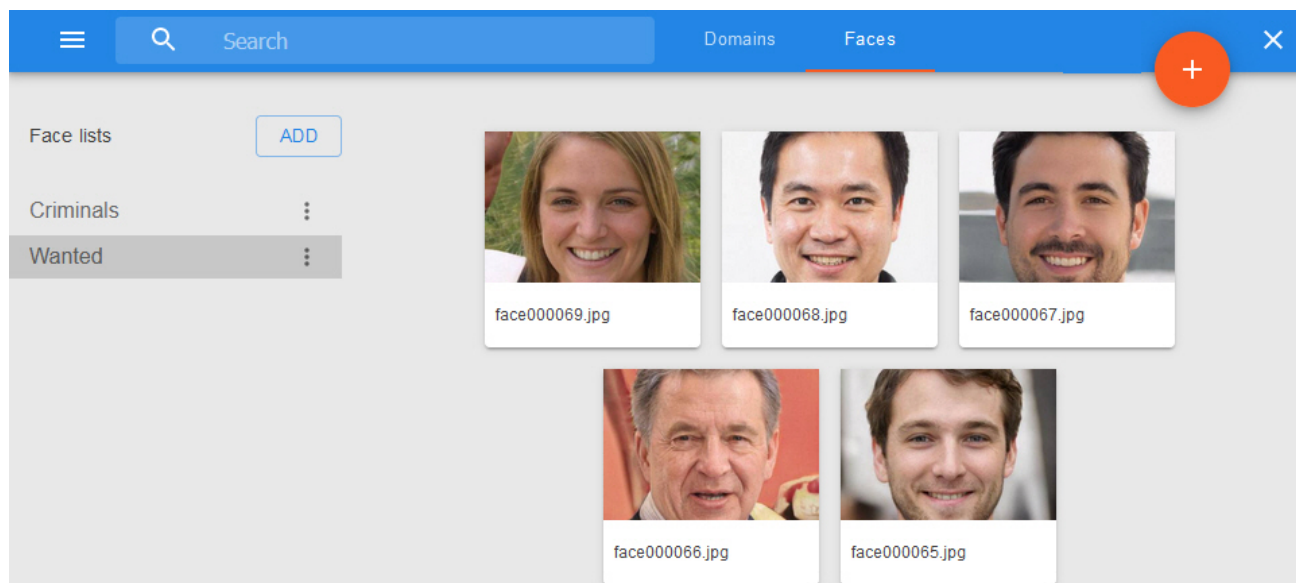 Search
Domains
Faces
+
Face lists
ADD
Criminals
Wanted
face000069.jpg
face000068.jpg
face000067.jpg
face000066.jpg
face000065.jpg